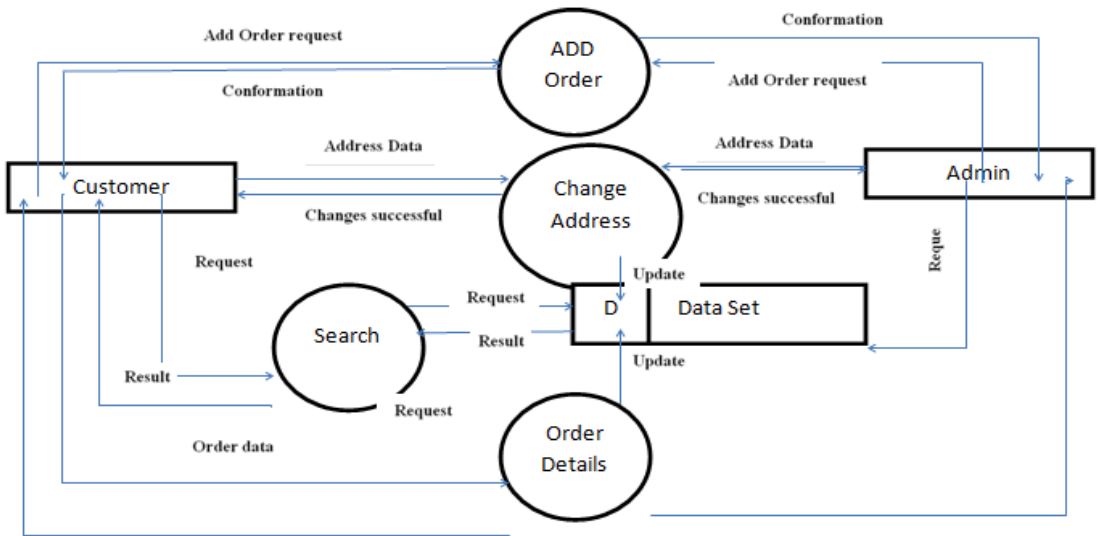 Conformation
Add Order request
ADD
Order
Conformation
Add Order request
Address Data
Address Data
Customer
Change
Address
Admin
Changes successful
Changes successful
Request
Reque
Update
Request
D
Data Set
Search
Result
Update
Result
Request
Order data
Order
Details